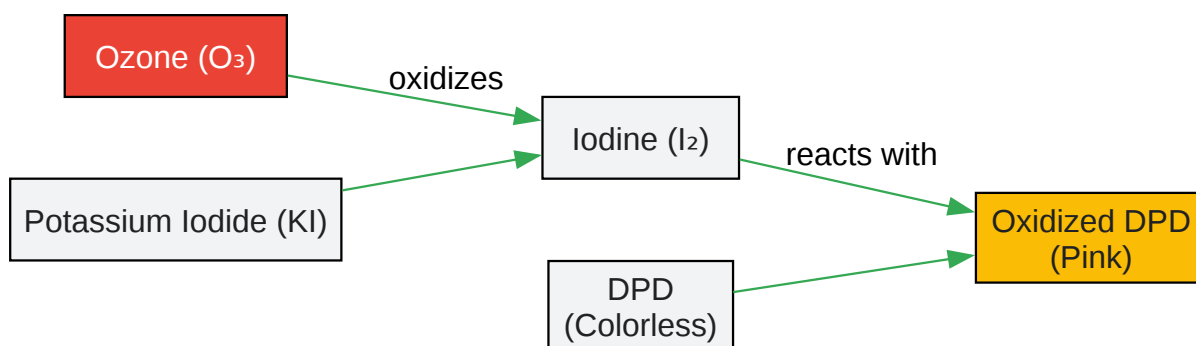 Ozone (O₃)
oxidizes
Iodine (I₂)
reacts with
Potassium Iodide (KI)
Oxidized DPD
(Pink)
DPD
(Colorless)